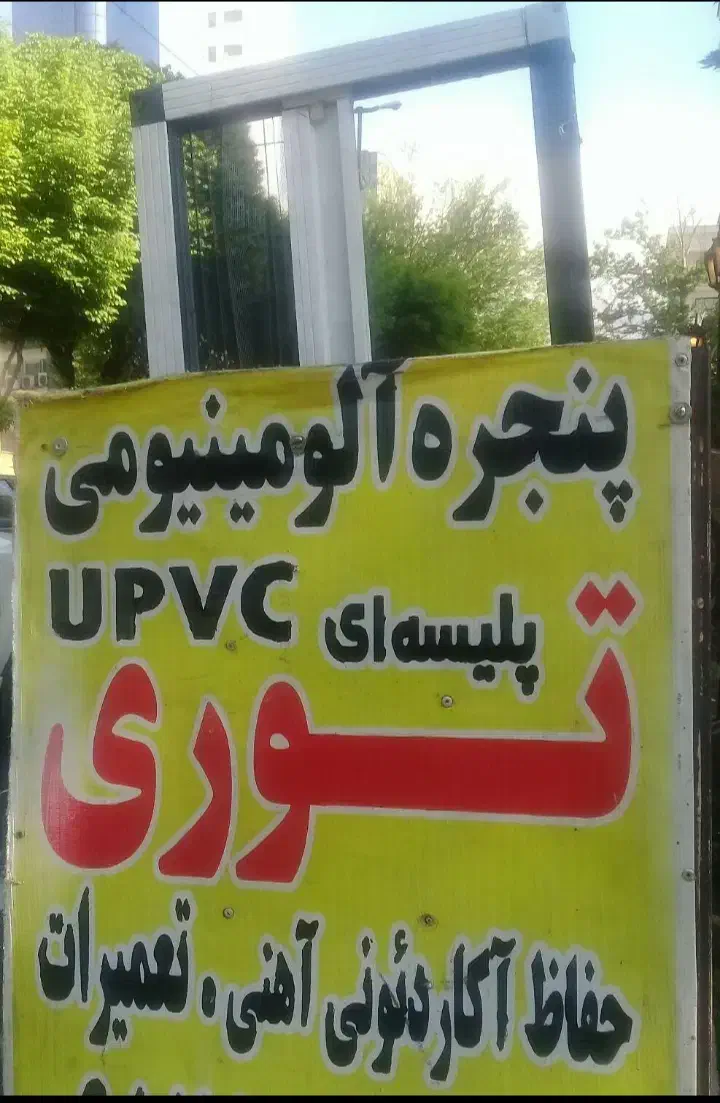 پنجره آلومینیومی
پلیسه‌ای UPVC
توری
حفاظ آکاردئونی آهنی ، تعمیرات